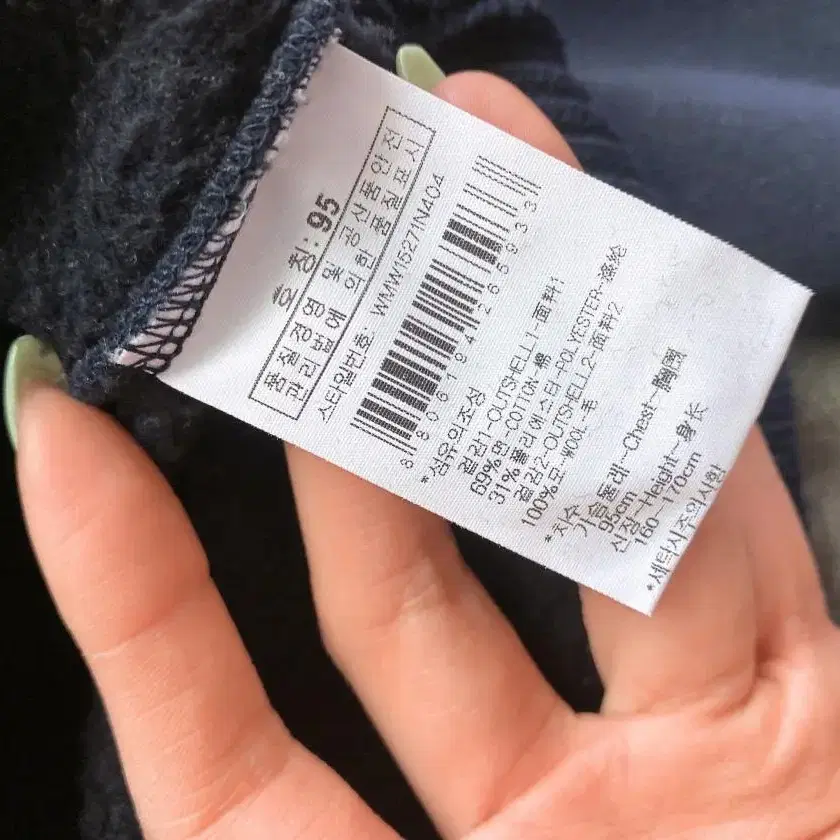 호 칭: 95
품질경영 및 공산품안전
관리법에 의한 품질표시
스타일번호: WMW15271N404
8806194265933
*섬유의조성
겉감1-OUTSHELL1-面料1
69%면-COTTON-棉
31%폴리에스타-POLYESTER-涤纶
겉감2-OUTSHELL2-面料2
100%모-WOOL-毛
*치수
가슴둘레-Chest-胸围
95cm
신장-Height-身长
160-170cm
*세탁시주의사항